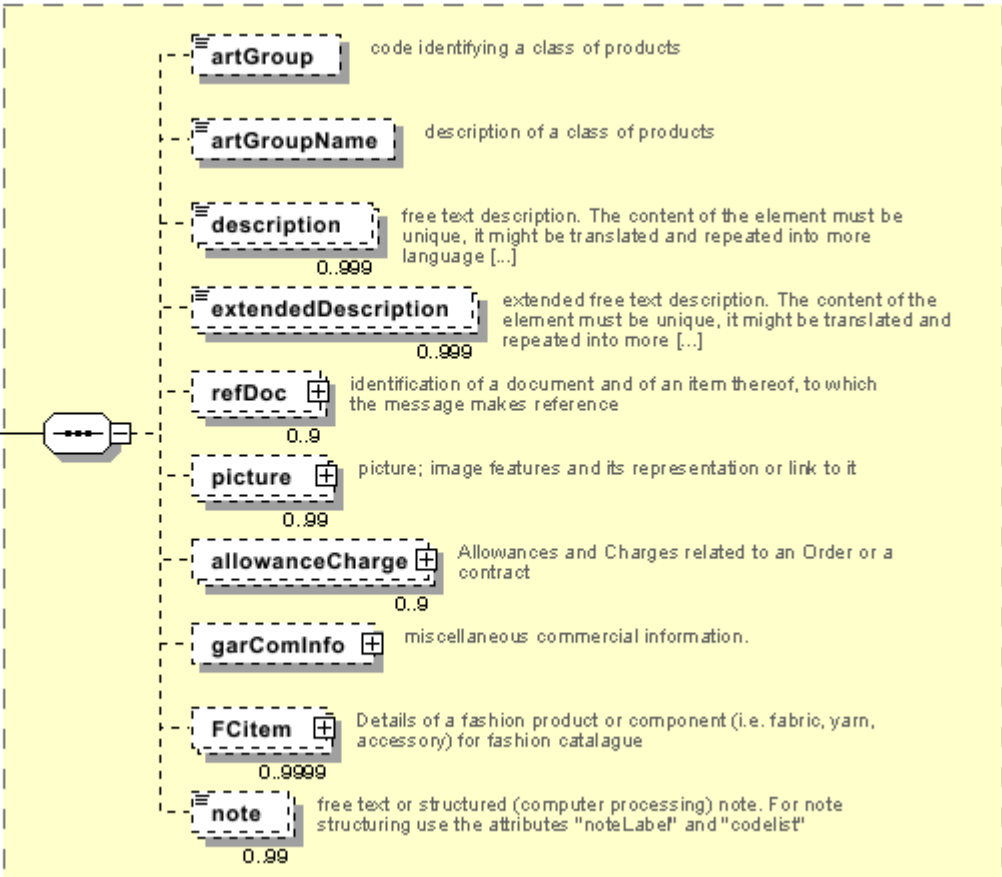 artGroup
code identifying a class of products
artGroupName
description of a class of products
description
free text description. The content of the element must be
unique, it might be translated and repeated into more
language [...]
0..999
extendedDescription
extended free text description. The content of the
element must be unique, it might be translated and
repeated into more [...]
0..999
refDoc
identification of a document and of an item thereof, to which
the message makes reference
0..9
picture
picture; image features and its representation or link to it
0..99
allowanceCharge
Allowances and Charges related to an Order or a
contract
0..9
garComInfo
miscellaneous commercial information.
FCitem
Details of a fashion product or component (i.e. fabric, yarn,
accessory) for fashion catalague
0..9999
note
free text or structured (computer processing) note. For note
structuring use the attributes "noteLabel" and "codelist"
0..99